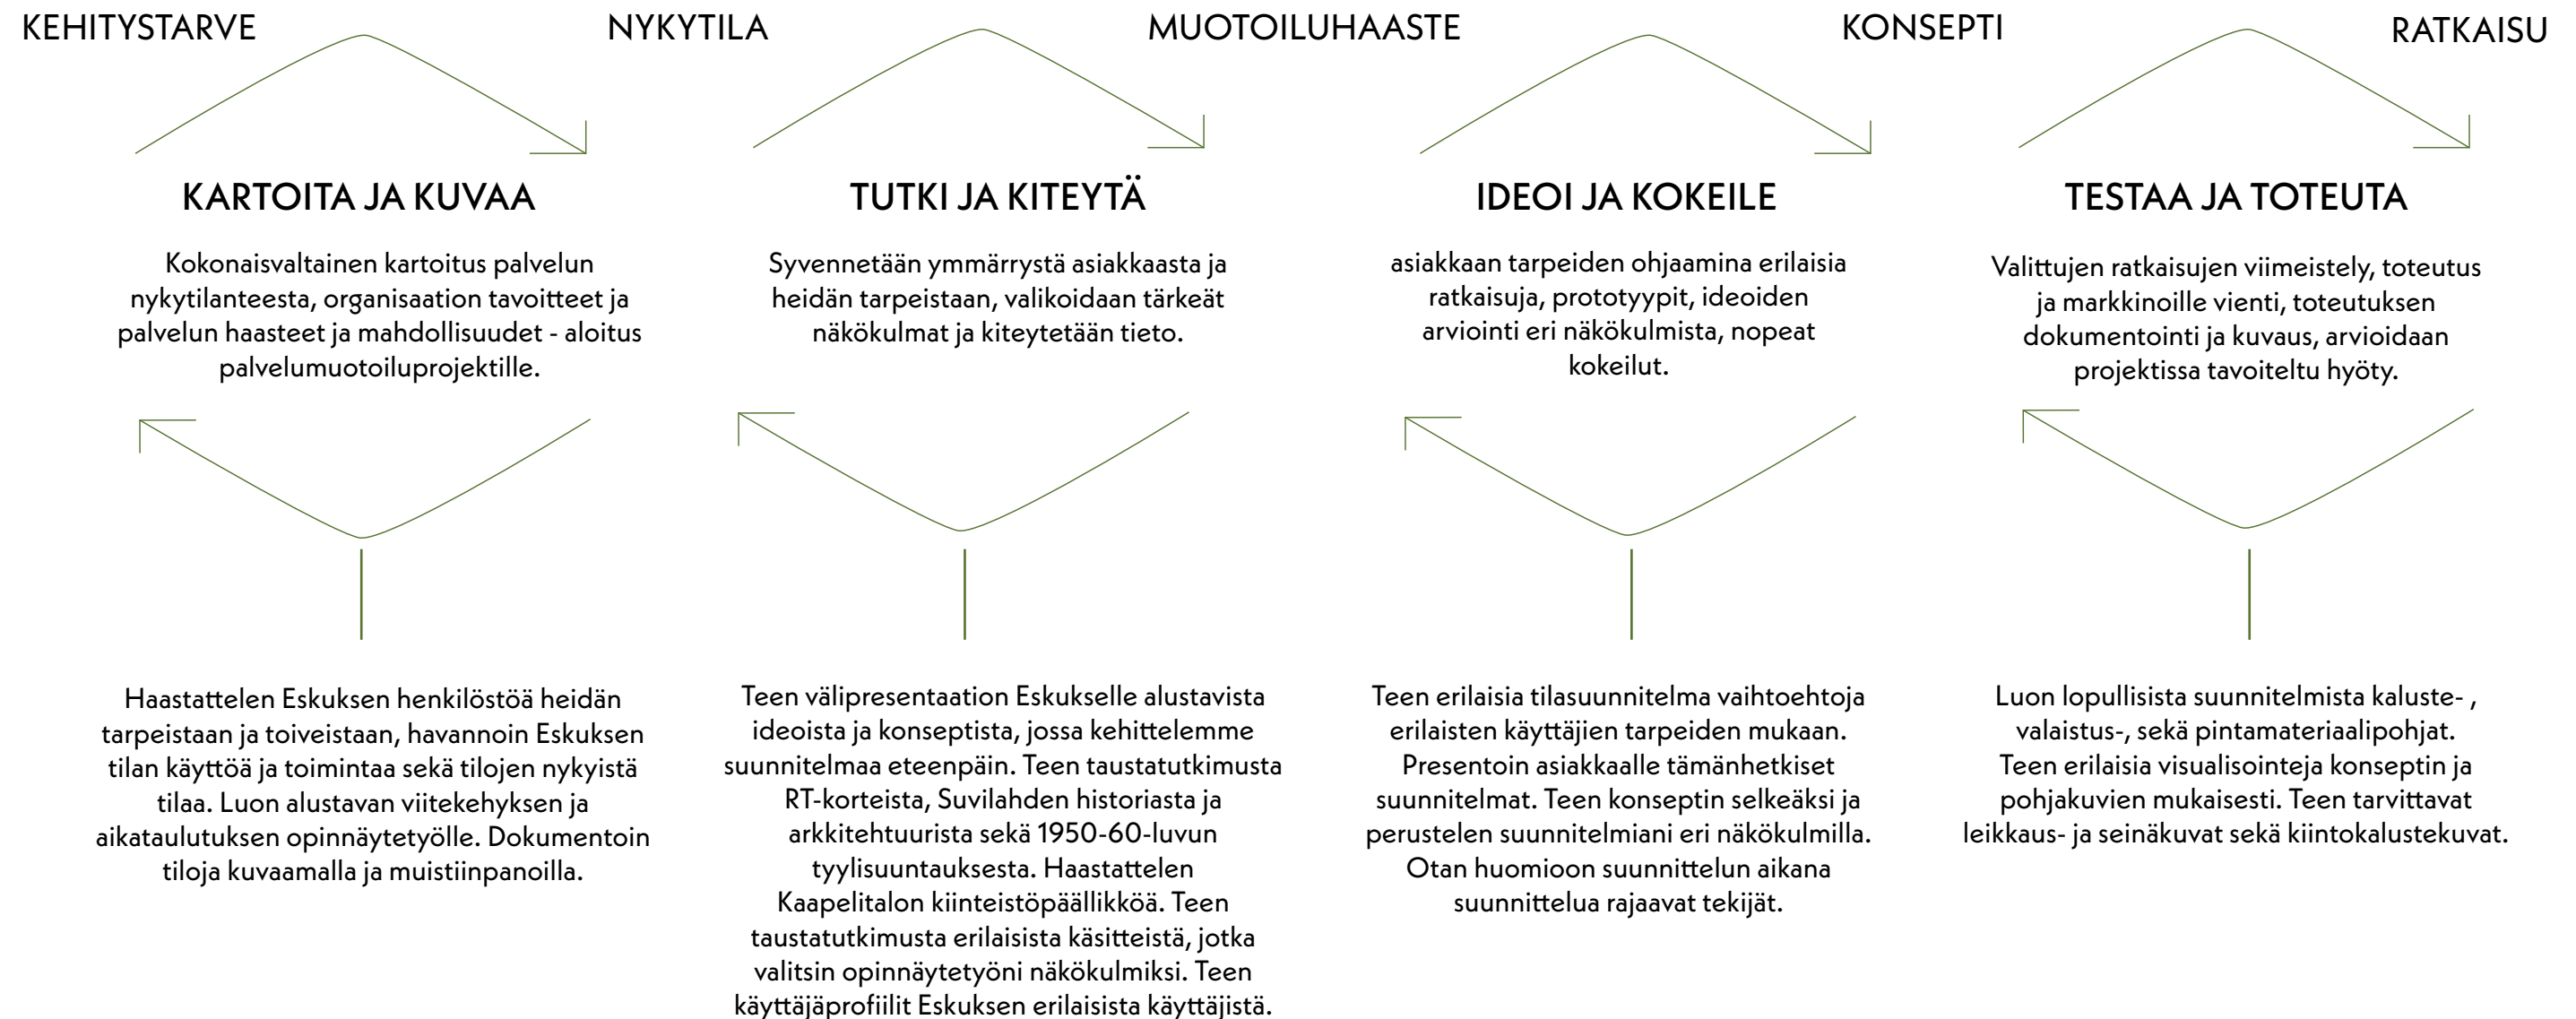 KEHITYSTARVE
NYKYTILA
MUOTOILUHAASTE
KONSEPTI
RATKAISU
KARTOITA JA KUVAA
Kokonaisvaltainen kartoitus palvelun
nykytilanteesta, organisaation tavoitteet ja
palvelun haasteet ja mahdollisuudet - aloitus
palvelumuotoiluprojektille.
TUTKI JA KITEYTÄ
Syvennetään ymmärrystä asiakkaasta ja
heidän tarpeistaan, valikoidaan tärkeät
näkökulmat ja kiteytetään tieto.
IDEOI JA KOKEILE
asiakkaan tarpeiden ohjaamina erilaisia
ratkaisuja, prototyypit, ideoiden
arviointi eri näkökulmista, nopeat
kokeilut.
TESTAA JA TOTEUTA
Valittujen ratkaisujen viimeistely, toteutus
ja markkinoille vienti, toteutuksen
dokumentointi ja kuvaus, arvioidaan
projektissa tavoiteltu hyöty.
Haastattelen Eskuksen henkilöstöä heidän
tarpeistaan ja toiveistaan, havannoin Eskuksen
tilan käyttöä ja toimintaa sekä tilojen nykyistä
tilaa. Luon alustavan viitekehyksen ja
aikataulutuksen opinnäytetyölle. Dokumentoin
tiloja kuvaamalla ja muistiinpanoilla.
Teen välipresentaation Eskukselle alustavista
ideoista ja konseptista, jossa kehittelemme
suunnitelmaa eteenpäin. Teen taustatutkimusta
RT-korteista, Suvilahden historiasta ja
arkkitehtuurista sekä 1950-60-luvun
tyylisuuntauksesta. Haastattelen
Kaapelitalon kiinteistöpäällikköä. Teen
taustatutkimusta erilaisista käsitteistä, jotka
valitsin opinnäytetyöni näkökulmiksi. Teen
käyttäjäprofiilit Eskuksen erilaisista käyttäjistä.
Teen erilaisia tilasuunnitelma vaihtoehtoja
erilaisten käyttäjien tarpeiden mukaan.
Presentoin asiakkaalle tämänhetkiset
suunnitelmat. Teen konseptin selkeäksi ja
perustelen suunnitelmiani eri näkökulmilla.
Otan huomioon suunnittelun aikana
suunnittelua rajaavat tekijät.
Luon lopullisista suunnitelmista kaluste- ,
valaistus-, sekä pintamateriaalipohjat.
Teen erilaisia visualisointeja konseptin ja
pohjakuvien mukaisesti. Teen tarvittavat
leikkaus- ja seinäkuvat sekä kiintokalustekuvat.